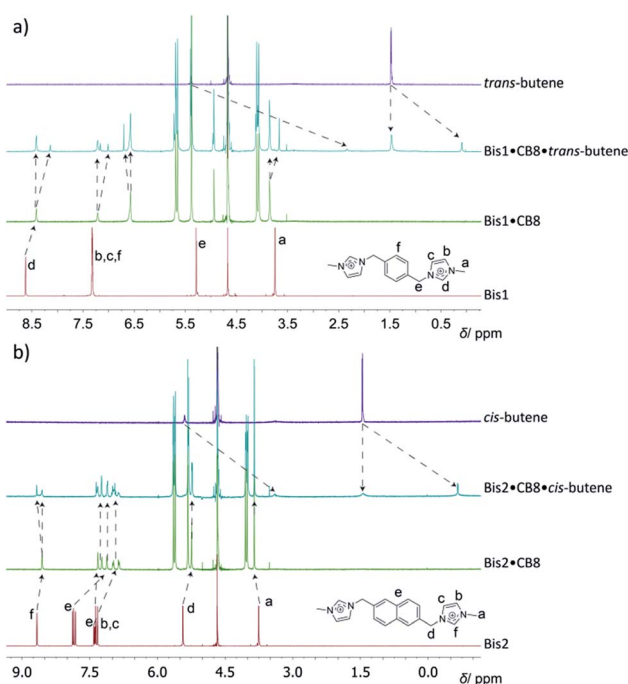 a)
trans-butene
Bis1•CB8•trans-butene
Bis1•CB8
d
b,c,f
e
a
f
c
b
a
e
d
Bis1
8.5 7.5 6.5 5.5 4.5 3.5 2.5 1.5 0.5
δ/ ppm
b)
cis-butene
Bis2•CB8•cis-butene
Bis2•CB8
f
e
e
b,c
d
a
e
c
b
a
d
f
Bis2
9.0 7.5 6.0 4.5 3.0 1.5 0.0
δ/ ppm